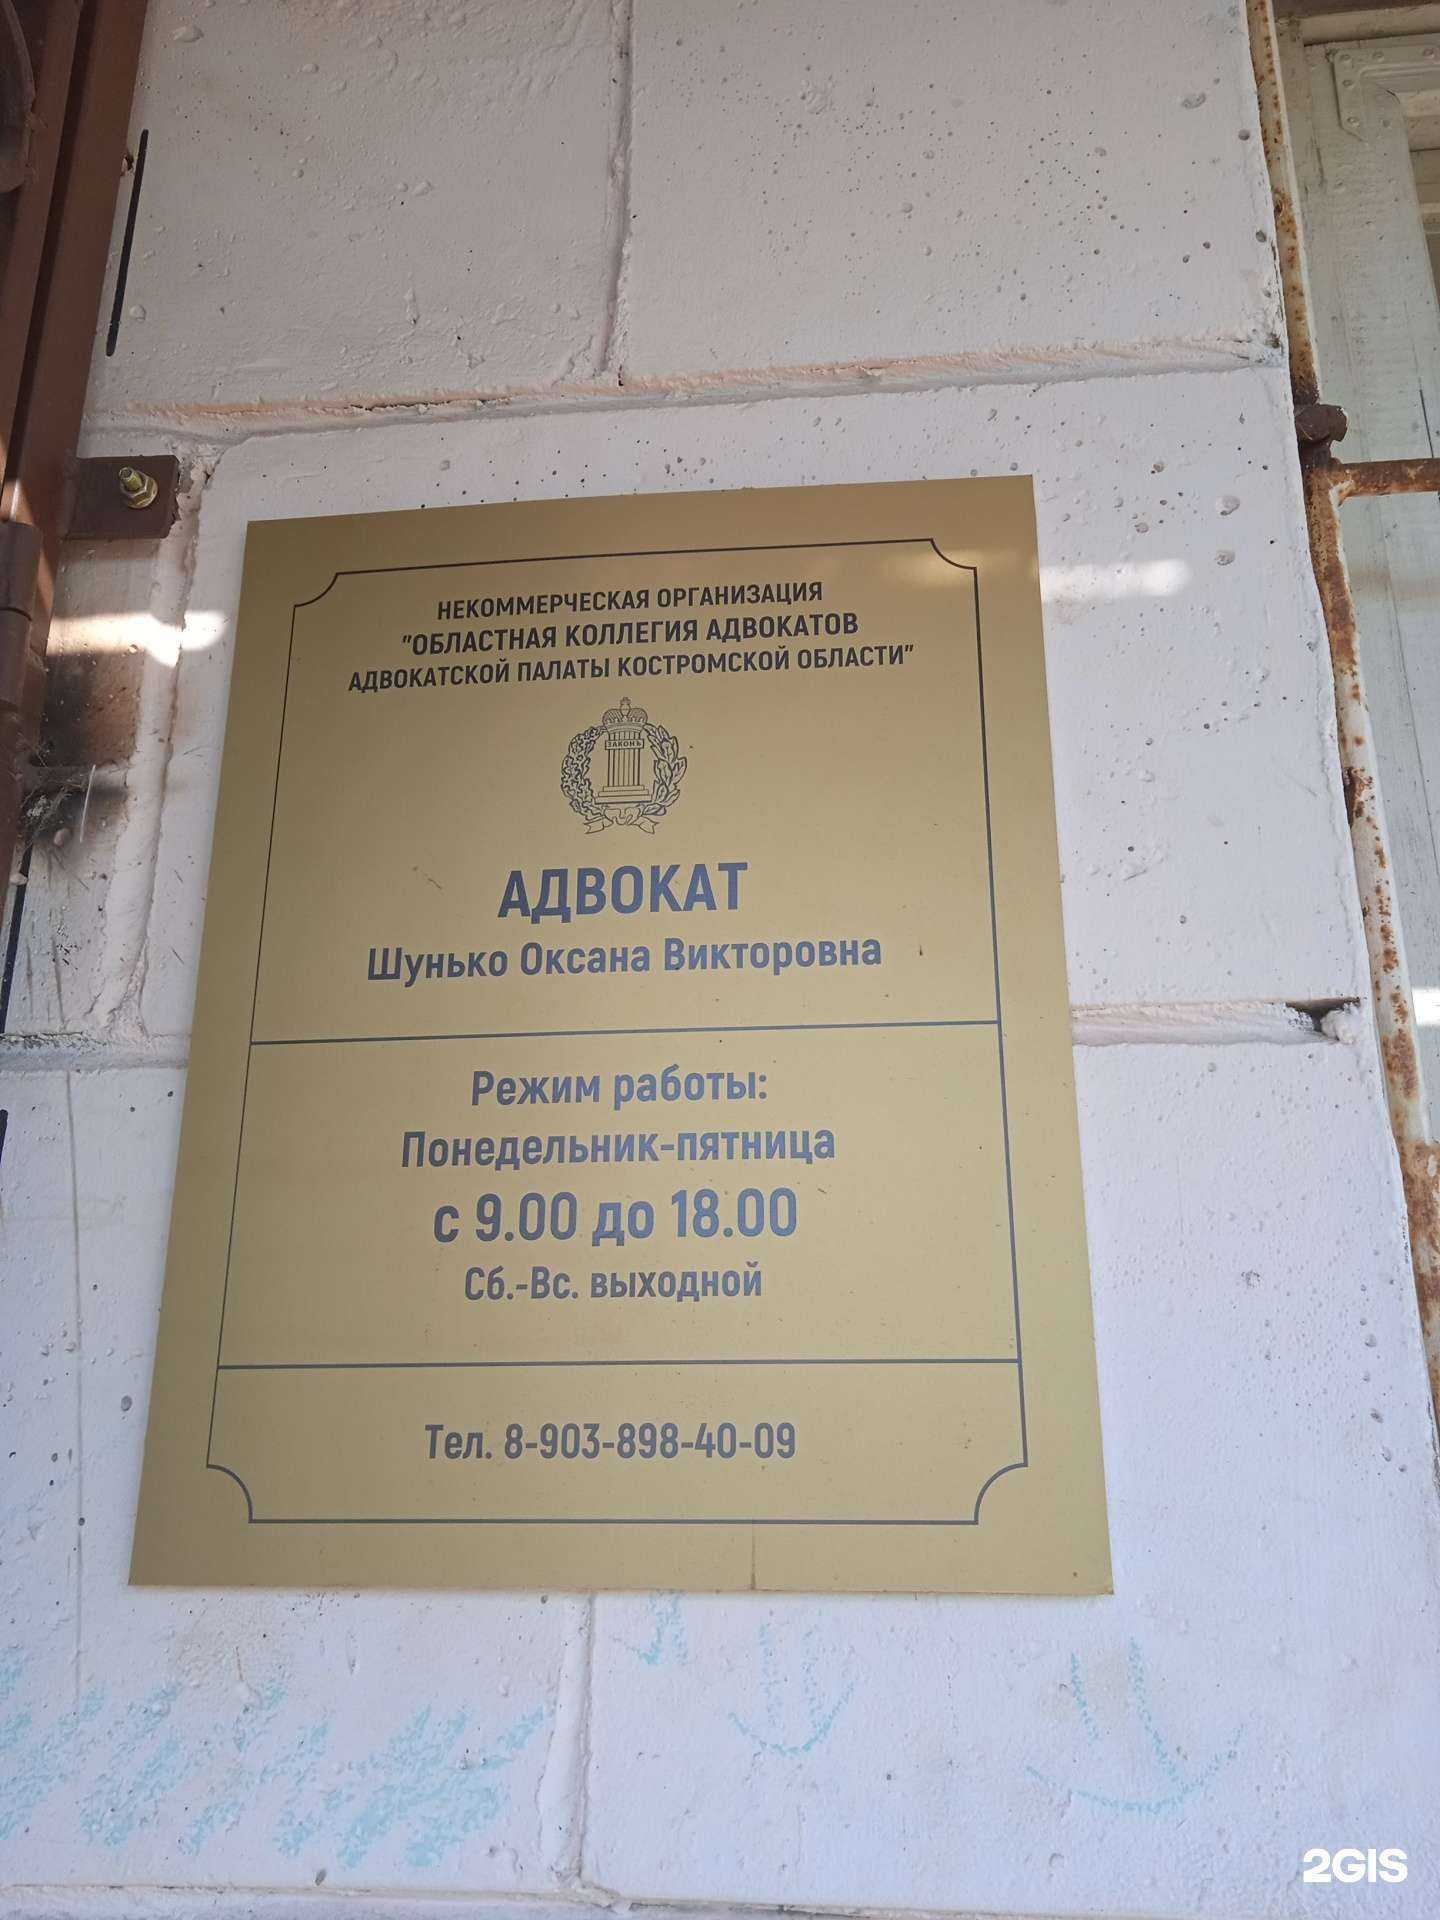 НЕКОММЕРЧЕСКАЯ ОРГАНИЗАЦИЯ
"ОБЛАСТНАЯ КОЛЛЕГИЯ АДВОКАТОВ
АДВОКАТСКОЙ ПАЛАТЫ КОСТРОМСКОЙ ОБЛАСТИ"
ЗАКОНЪ
АДВОКАТ
Шунько Оксана Викторовна
Режим работы:
Понедельник-пятница
с 9.00 до 18.00
Сб.-Вс. выходной
Тел. 8-903-898-40-09
2GIS